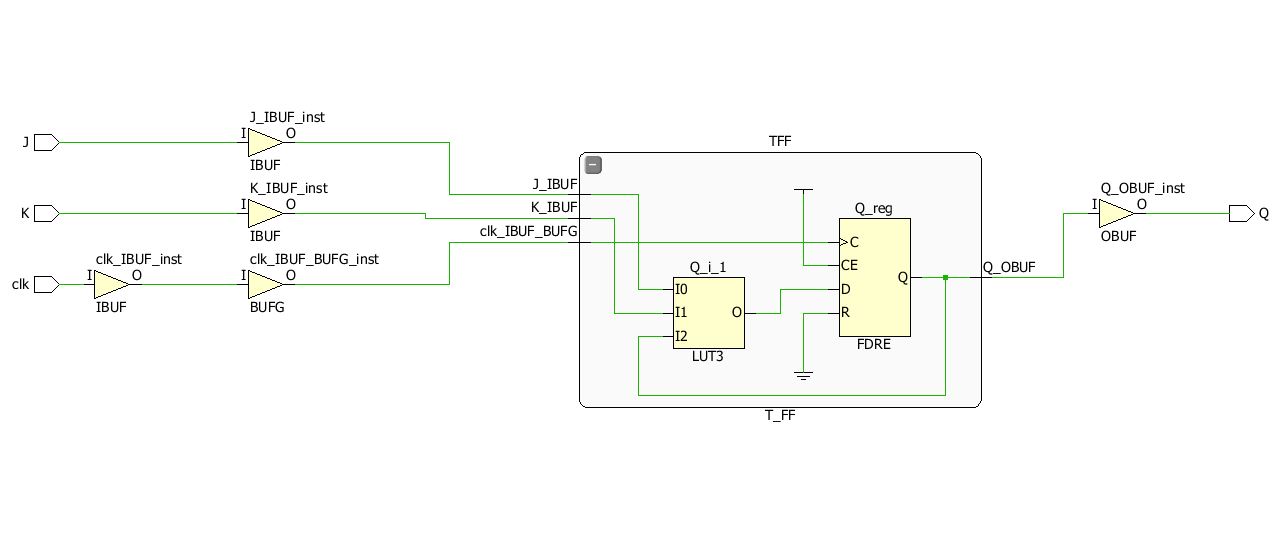 J
J_IBUF_inst
I
O
IBUF
K
K_IBUF_inst
I
O
IBUF
clk
clk_IBUF_inst
I
O
IBUF
clk_IBUF_BUFG_inst
I
O
BUFG
TFF
J_IBUF
K_IBUF
clk_IBUF_BUFG
Q_i_1
I0
I1
I2
O
LUT3
Q_reg
C
CE
D
R
Q
FDRE
T_FF
Q_OBUF
Q_OBUF_inst
I
O
OBUF
Q